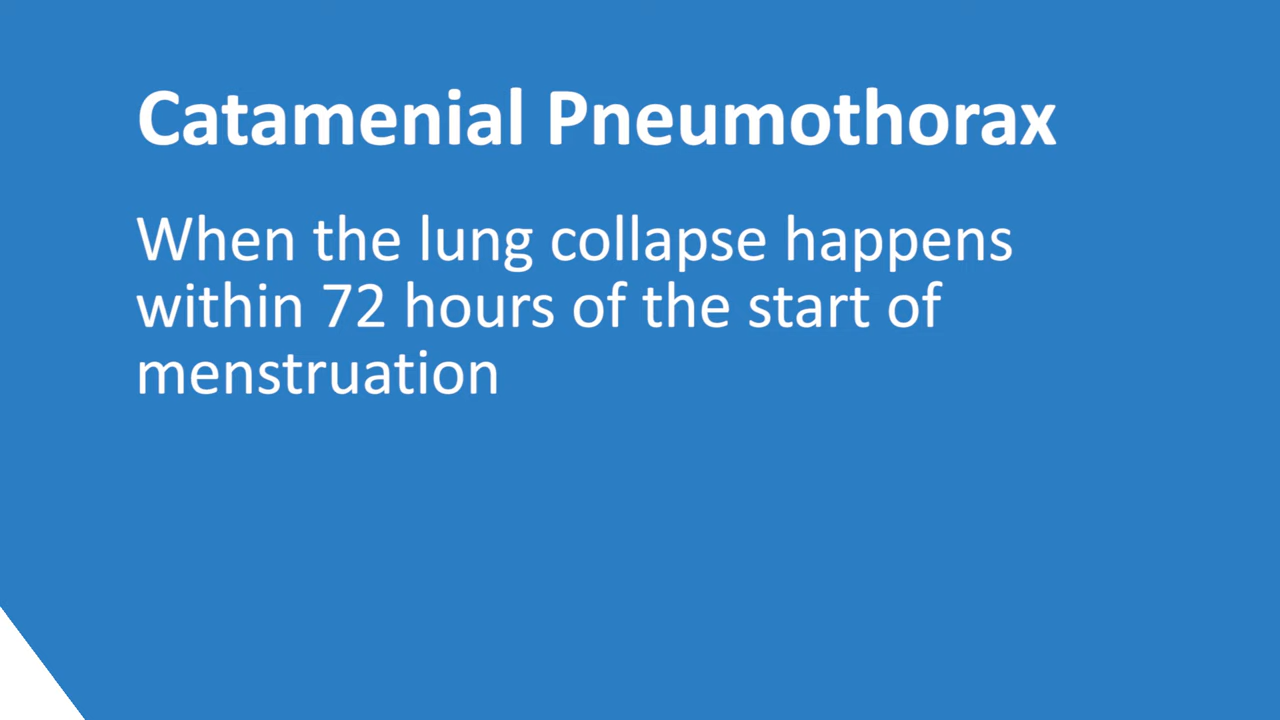 Catamenial Pneumothorax
When the lung collapse happens
within 72 hours of the start of
menstruation